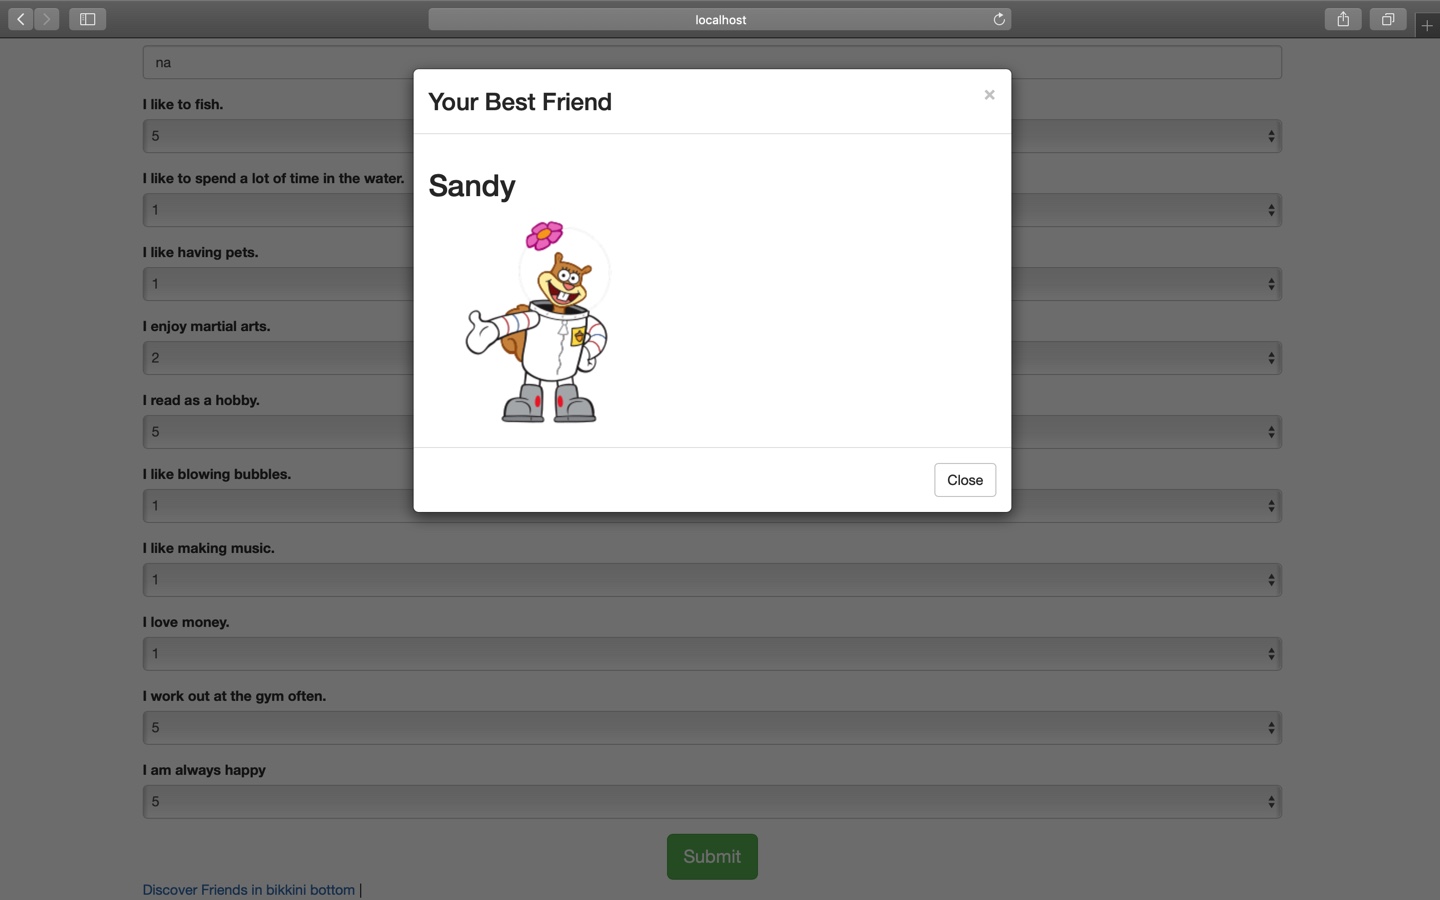 localhost
na
Your Best Friend
×
I like to fish.
5
Sandy
I like to spend a lot of time in the water.
1
I like having pets.
1
I enjoy martial arts.
2
I read as a hobby.
5
I like blowing bubbles.
Close
1
I like making music.
1
I love money.
1
I work out at the gym often.
5
I am always happy
5
Submit
Discover Friends in bikkini bottom |